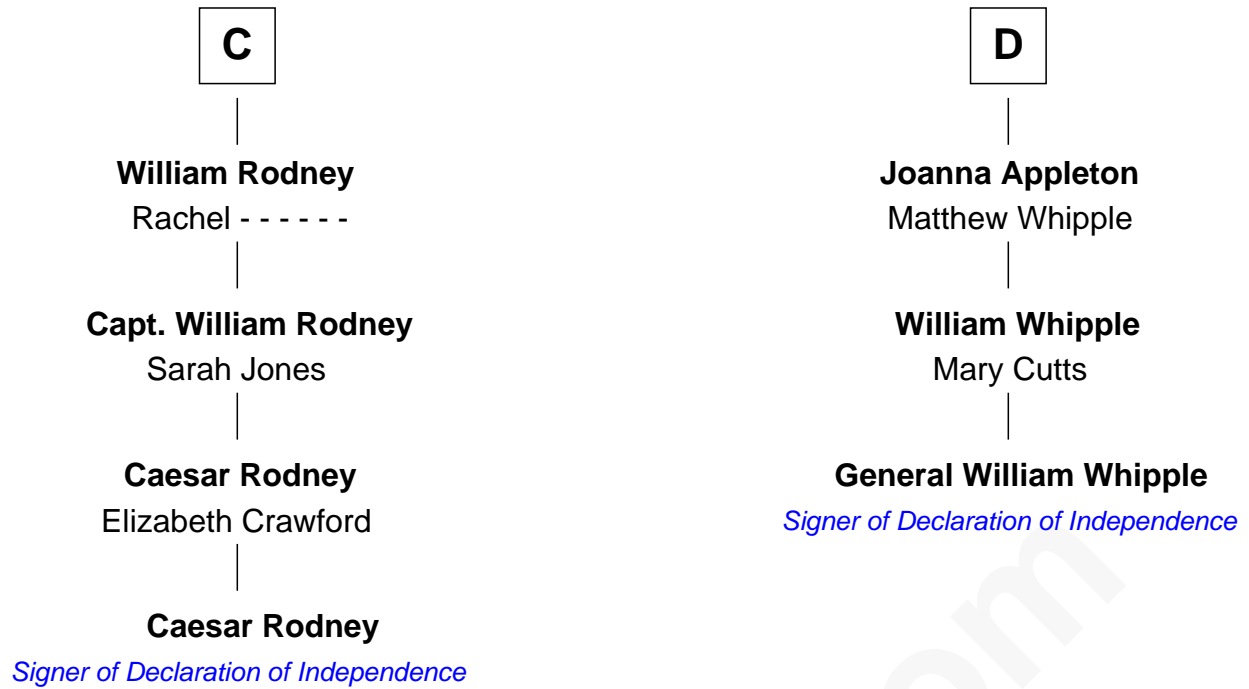 C
William Rodney
Rachel - - - - - -
Capt. William Rodney
Sarah Jones
Caesar Rodney
Elizabeth Crawford
Caesar Rodney
Signer of Declaration of Independence
D
Joanna Appleton
Matthew Whipple
William Whipple
Mary Cutts
General William Whipple
Signer of Declaration of Independence
om